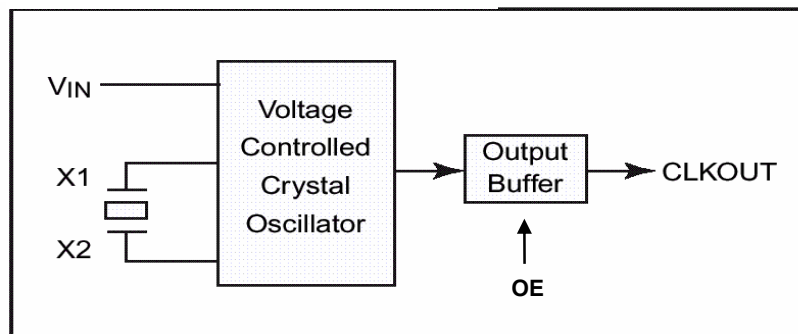 VIN
X1
X2
Voltage
Controlled
Crystal
Oscillator
Output
Buffer
CLKOUT
OE